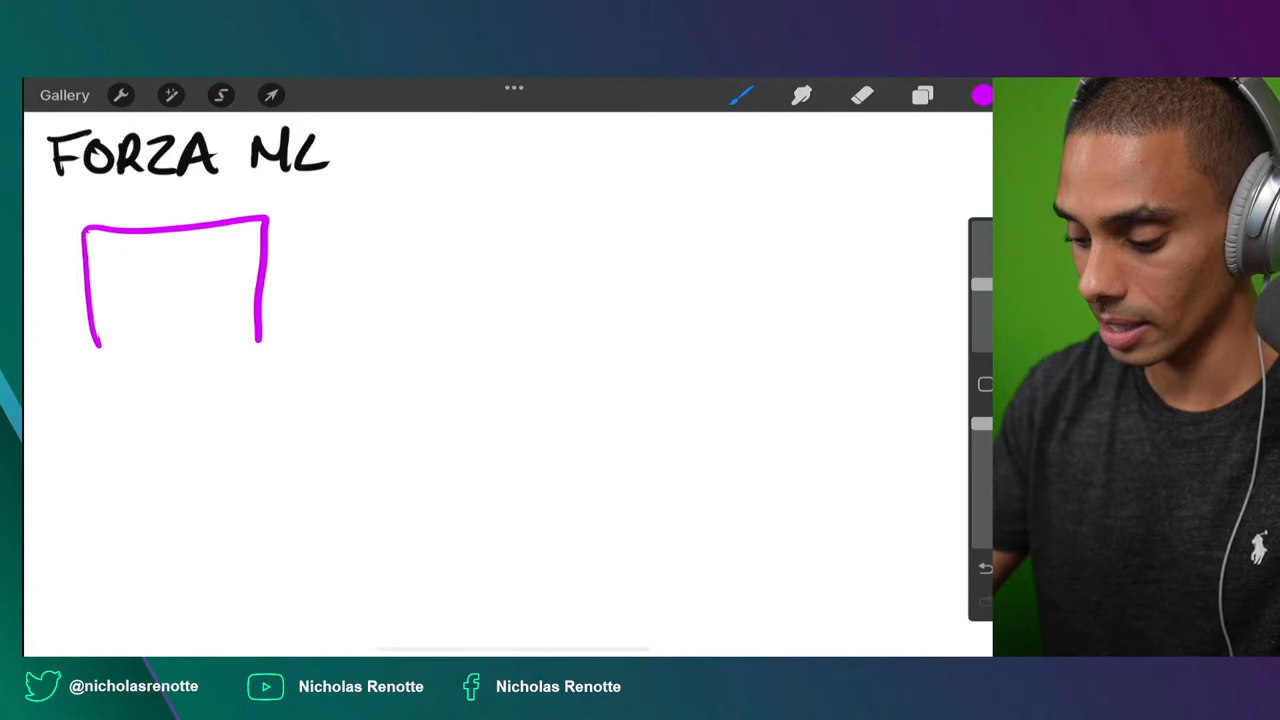 Gallery
FORZA ML
@nicholasrenotte
Nicholas Renotte
Nicholas Renotte